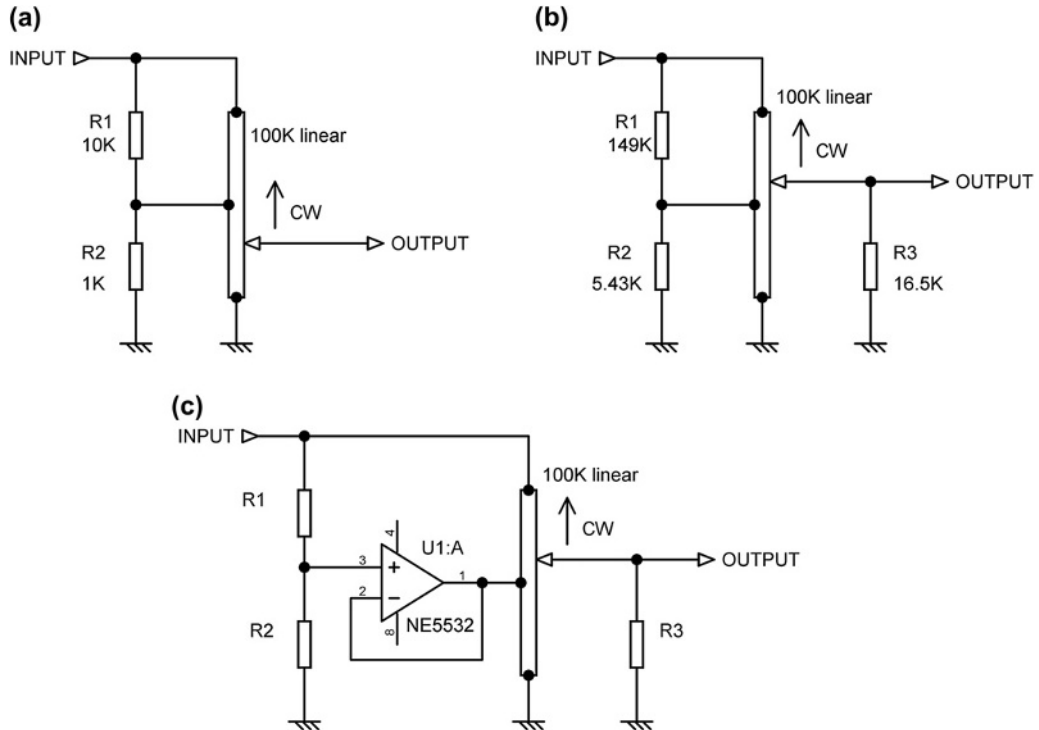 (a)
INPUT
R1
10K
100K linear
CW
R2
1K
OUTPUT
(b)
INPUT
R1
149K
100K linear
CW
OUTPUT
R2
5.43K
R3
16.5K
(c)
INPUT
100K linear
R1
CW
4
U1:A
3
+
1
OUTPUT
2
−
8
NE5532
R2
R3